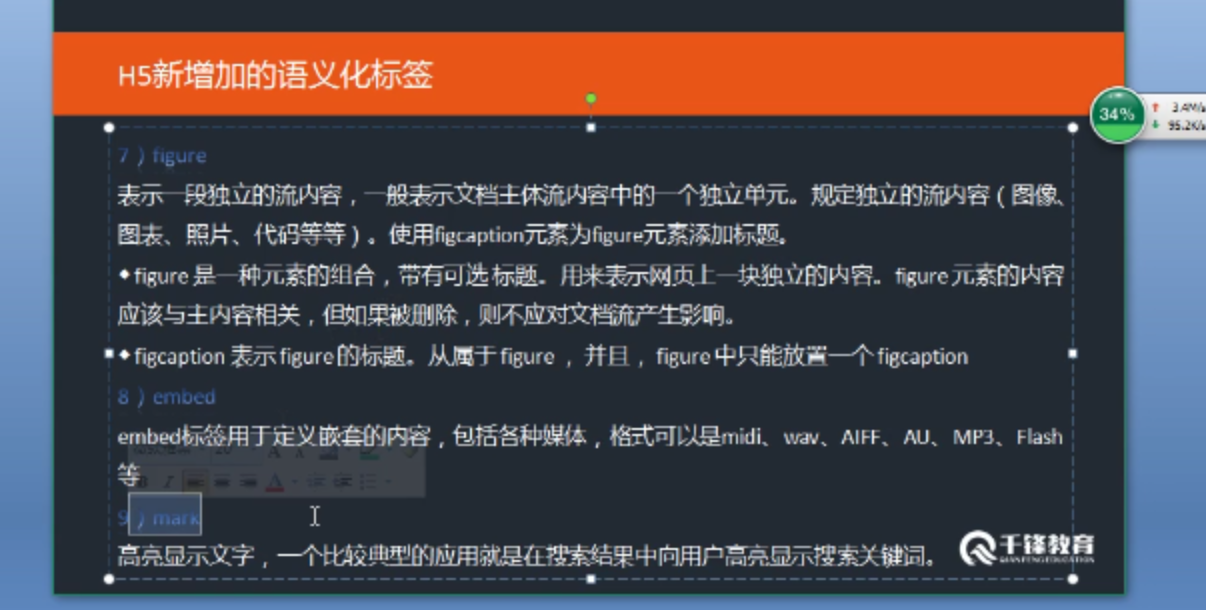 H5新增加的语义化标签
34%
3.4M/s
95.2K/s
7）figure
表示一段独立的流内容，一般表示文档主体流内容中的一个独立单元。规定独立的流内容（图像、
图表、照片、代码等等）。使用figcaption元素为figure元素添加标题。
◆figure 是一种元素的组合，带有可选标题。用来表示网页上一块独立的内容。figure 元素的内容
应该与主内容相关，但如果被删除，则不应对文档流产生影响。
◆figcaption 表示 figure 的标题。从属于 figure ，并且，figure 中只能放置一个 figcaption
8）embed
embed标签用于定义嵌套的内容，包括各种媒体，格式可以是midi、wav、AIFF、AU、MP3、Flash
等
9）mark
高亮显示文字，一个比较典型的应用就是在搜索结果中向用户高亮显示搜索关键词。
千锋教育